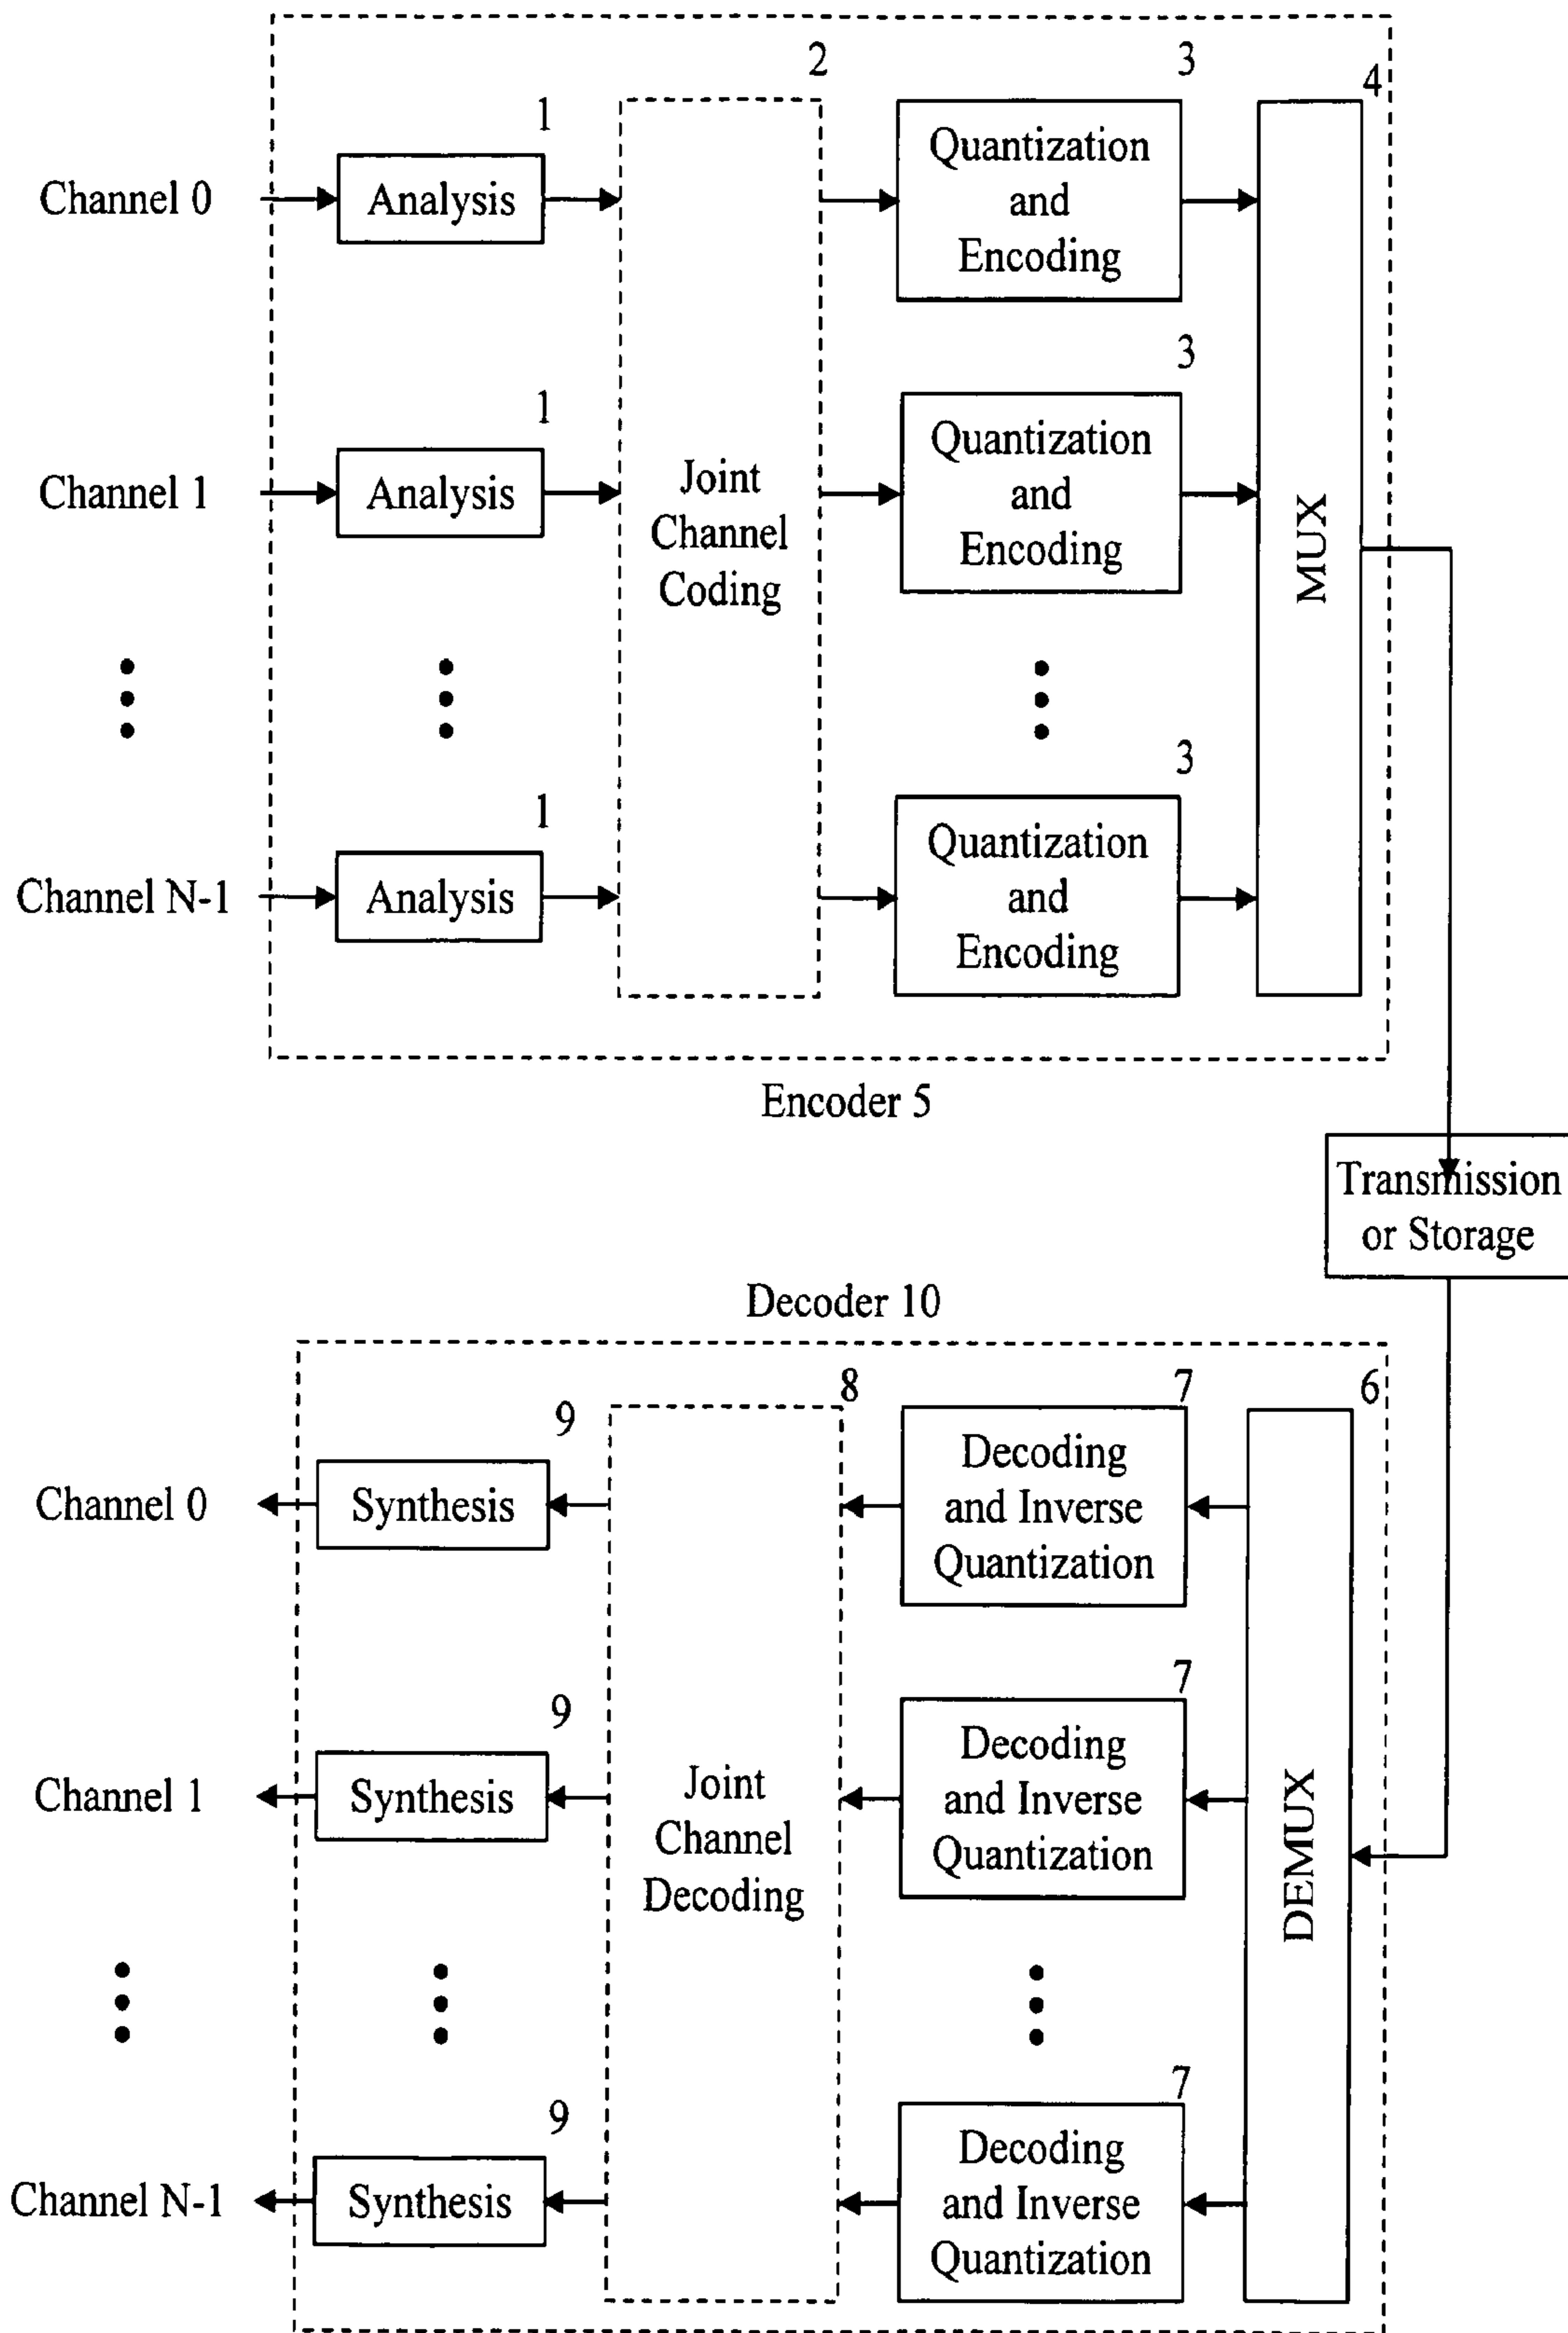 2
3
4
1
Channel 0
Analysis
Quantization
and
Encoding
3
1
Channel 1
Analysis
Joint
Channel
Coding
Quantization
and
Encoding
MUX
3
1
Channel N-1
Analysis
Quantization
and
Encoding
Encoder 5
Transmission
or Storage
Decoder 10
8
7
6
9
Channel 0
Synthesis
Decoding
and Inverse
Quantization
7
9
Channel 1
Synthesis
Joint
Channel
Decoding
Decoding
and Inverse
Quantization
DEMUX
7
9
Channel N-1
Synthesis
Decoding
and Inverse
Quantization